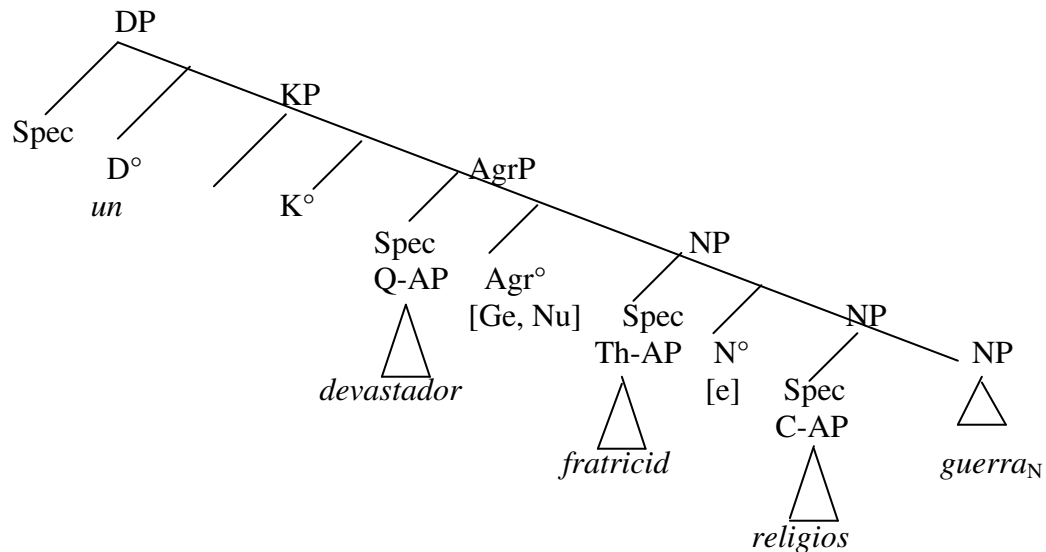 DP
KP
Spec
D°
AgrP
un
K°
Spec
NP
Q-AP
Agr°
[Ge, Nu]
Spec
NP
Th-AP
N°
NP
devastador
[e]
Spec
C-AP
fratricid
guerraN
religios